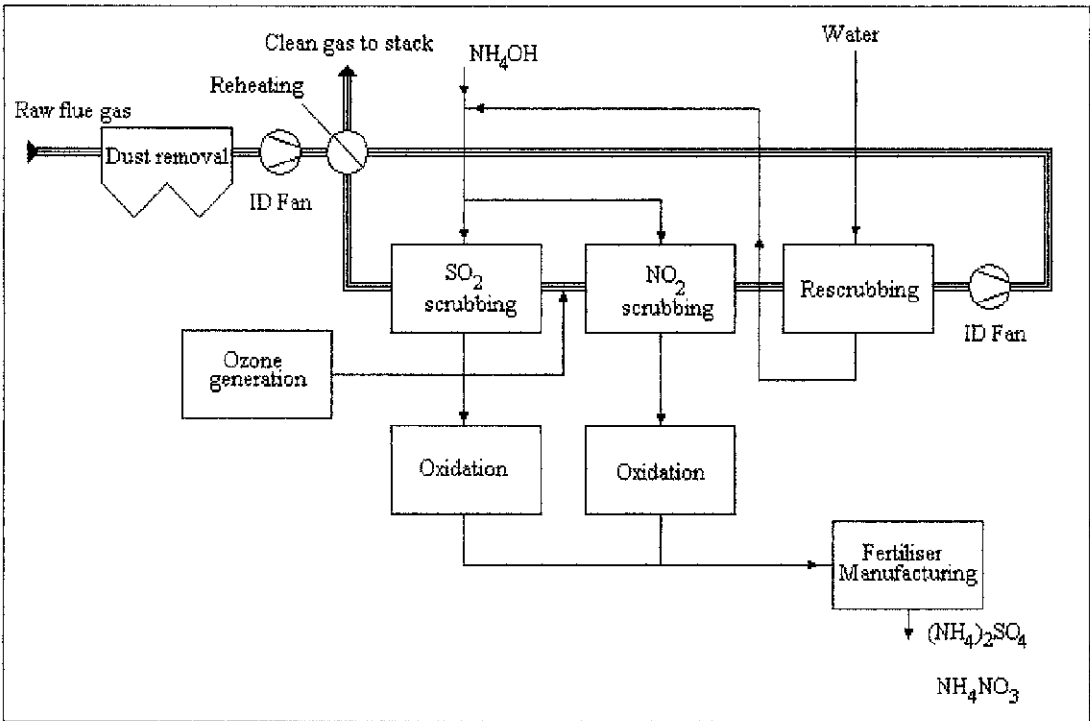 Clean gas to stack
NH₄OH
Water
Reheating
Raw flue gas
Dust removal
ID Fan
SO₂
scrubbing
NO₂
scrubbing
Rescrubbing
ID Fan
Ozone
generation
Oxidation
Oxidation
Fertiliser
Manufacturing
(NH₄)₂SO₄
NH₄NO₃